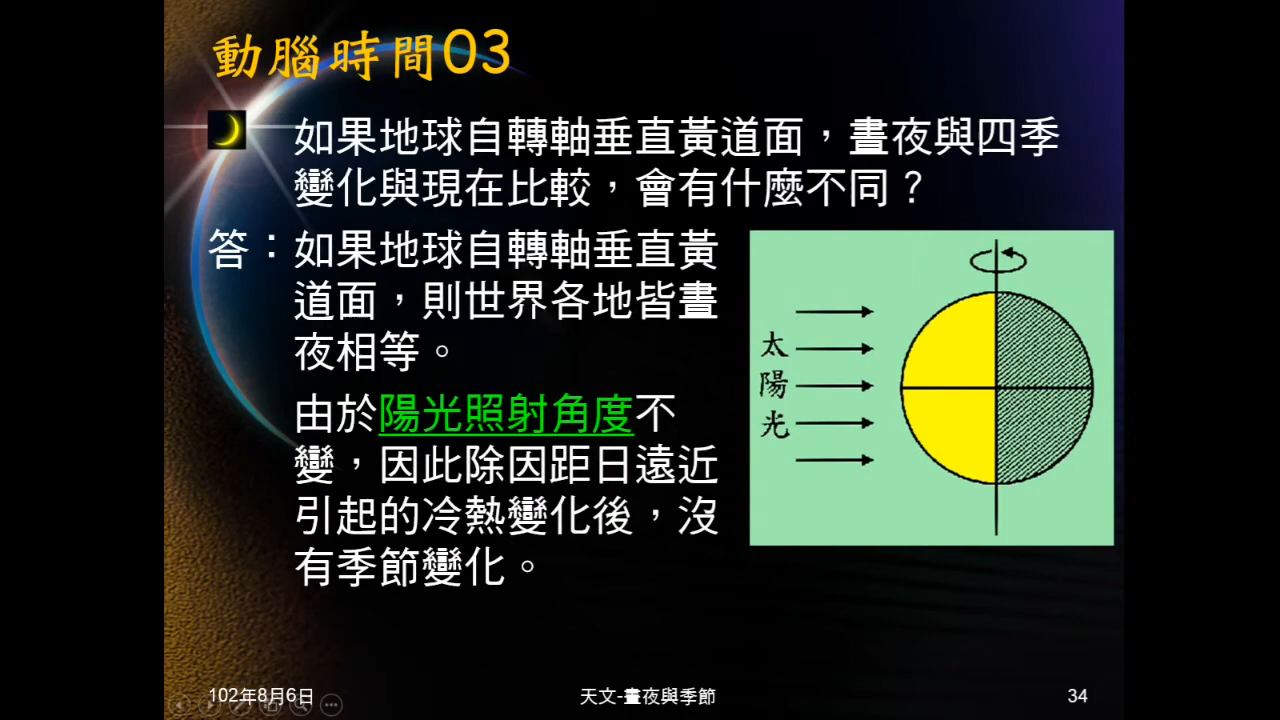 動腦時間03
如果地球自轉軸垂直黃道面，晝夜與四季
變化與現在比較，會有什麼不同？
答：如果地球自轉軸垂直黃
道面，則世界各地皆晝
夜相等。
由於陽光照射角度不
變，因此除因距日遠近
引起的冷熱變化後，沒
有季節變化。
太
陽
光
102年8月6日
天文-晝夜與季節
34